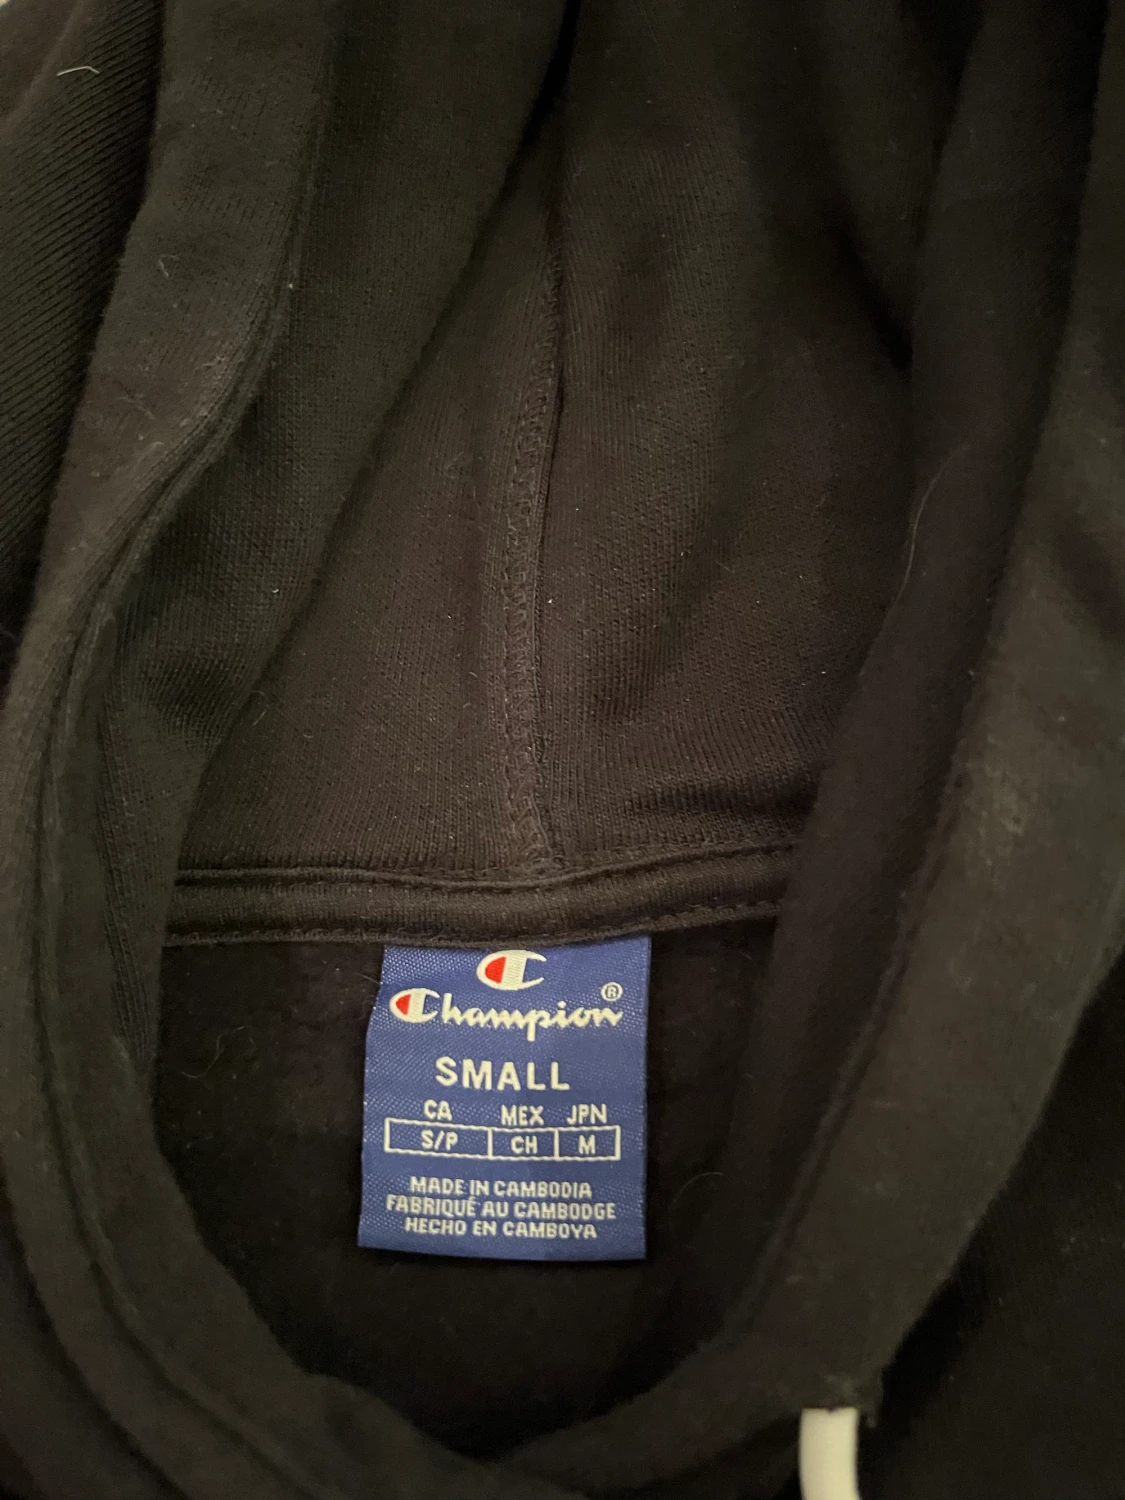 Champion®
SMALL
CA MEX JPN
S/P CH M
MADE IN CAMBODIA
FABRIQUÉ AU CAMBODGE
HECHO EN CAMBOYA